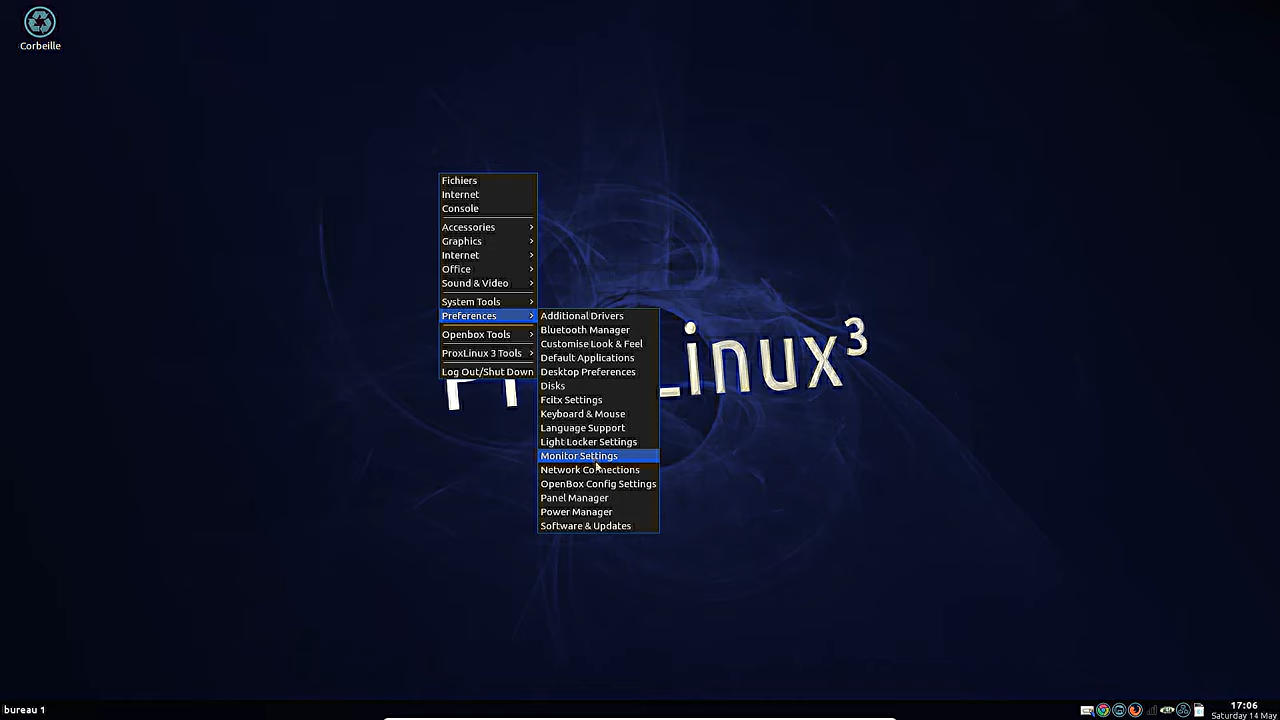 Corbeille
Fichiers
Internet
Console
Accessories
Graphics
Internet
Office
Sound & Video
System Tools
Preferences
Openbox Tools
ProxLinux 3 Tools
Log Out/Shut Down
Additional Drivers
Bluetooth Manager
Customise Look & Feel
Default Applications
Desktop Preferences
Disks
Fcitx Settings
Keyboard & Mouse
Language Support
Light Locker Settings
Monitor Settings
Network Connections
OpenBox Config Settings
Panel Manager
Power Manager
Software & Updates
inux³
bureau 1
17:06
Saturday 14 May